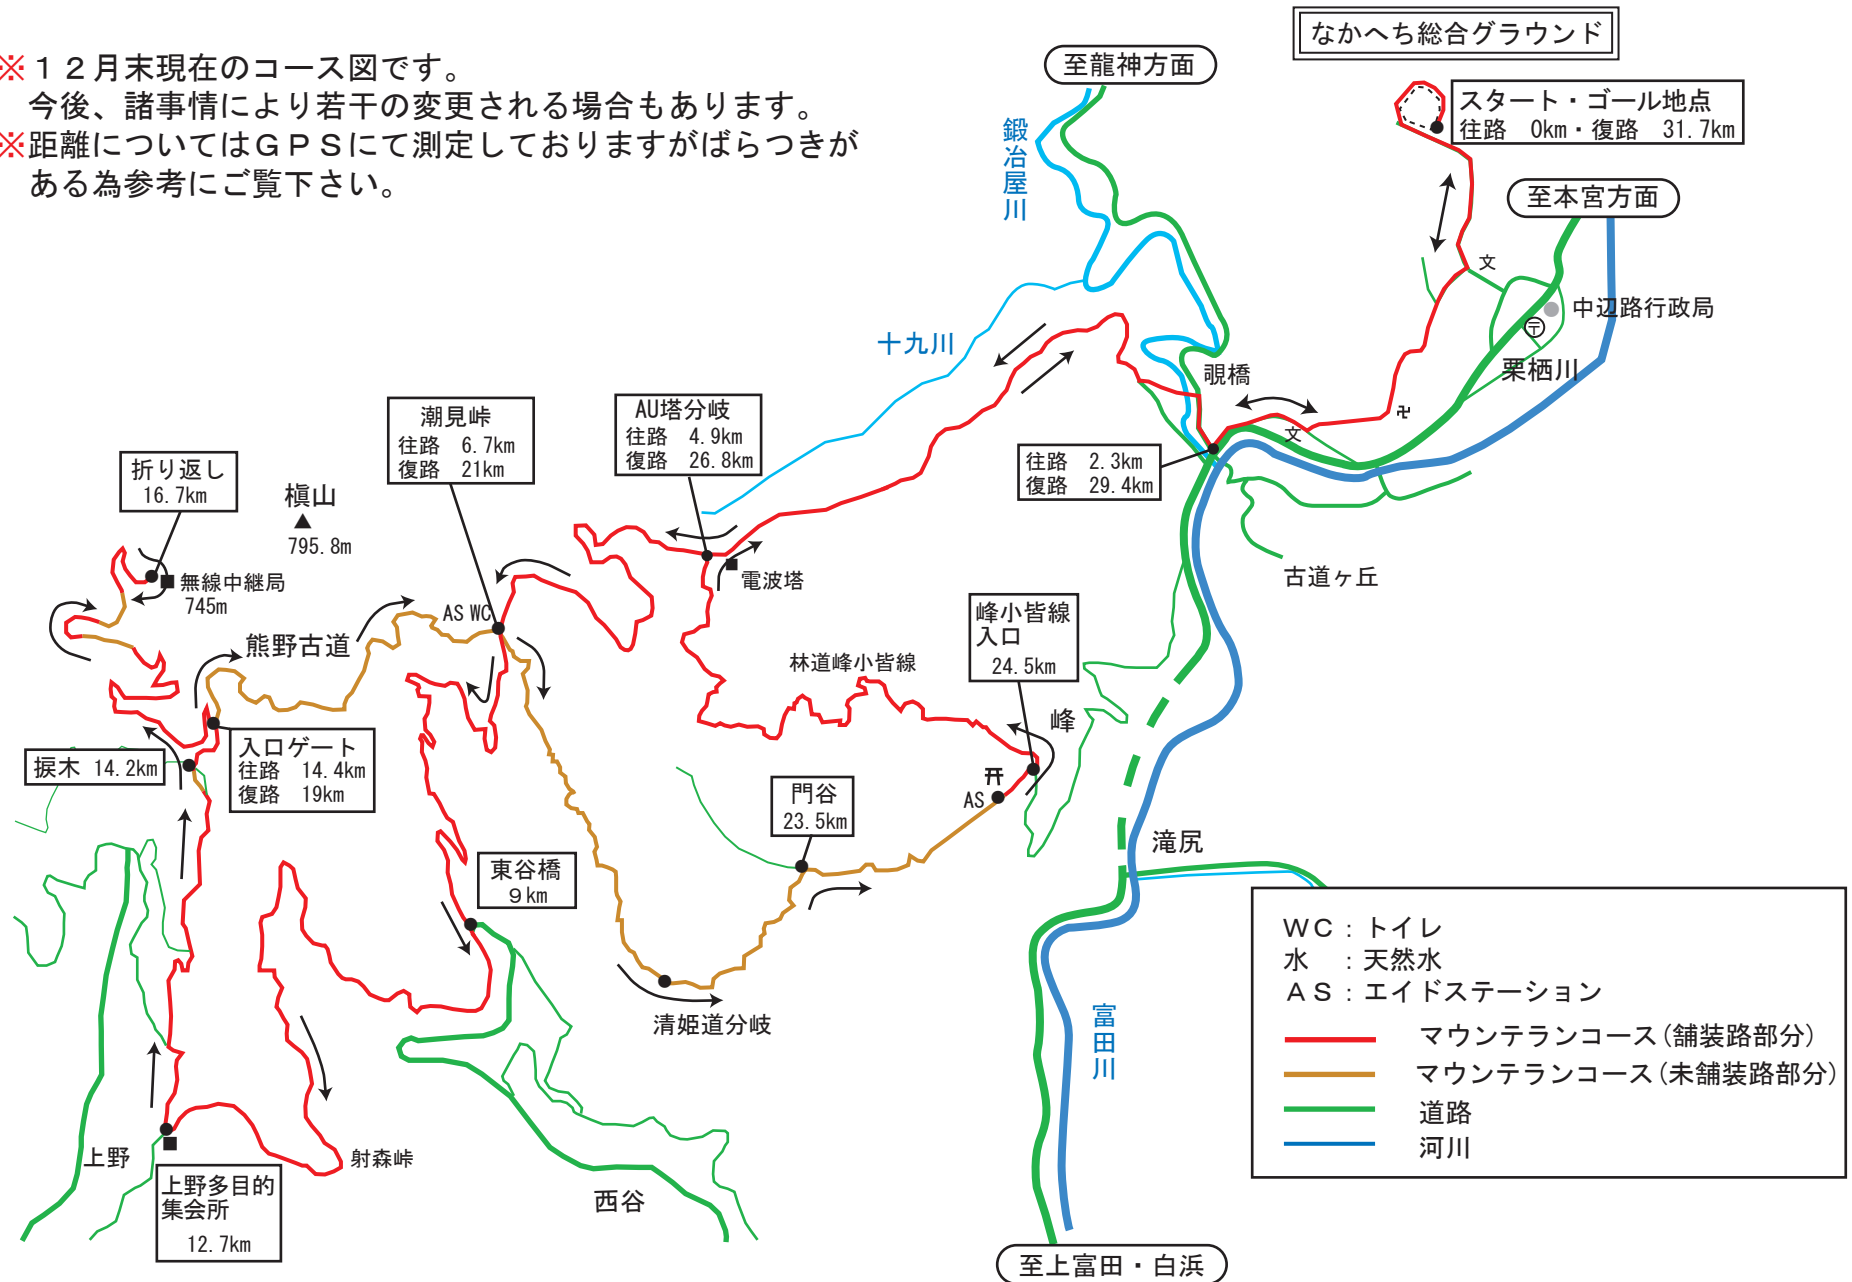 なかへち総合グラウンド
※１２月末現在のコース図です。
今後、諸事情により若干の変更される場合もあります。
※距離についてはＧＰＳにて測定しておりますがばらつきが
ある為参考にご覧下さい。
至龍神方面
スタート・ゴール地点
往路 0km・復路 31.7km
鍛冶屋川
至本宮方面
文
中辺路行政局
〒
栗栖川
十九川
覗橋
卍
文
往路 2.3km
復路 29.4km
古道ヶ丘
AU塔分岐
往路 4.9km
復路 26.8km
電波塔
潮見峠
往路 6.7km
復路 21km
AS WC
折り返し
16.7km
槇山
795.8m
無線中継局
745m
熊野古道
林道峰小皆線
峰小皆線
入口
24.5km
峰
AS
捩木 14.2km
入口ゲート
往路 14.4km
復路 19km
門谷
23.5km
東谷橋
９km
清姫道分岐
滝尻
富田川
上野
射森峠
西谷
上野多目的
集会所
12.7km
至上富田・白浜
ＷＣ：トイレ
水　：天然水
ＡＳ：エイドステーション
マウンテランコース(舗装路部分)
マウンテランコース(未舗装路部分)
道路
河川